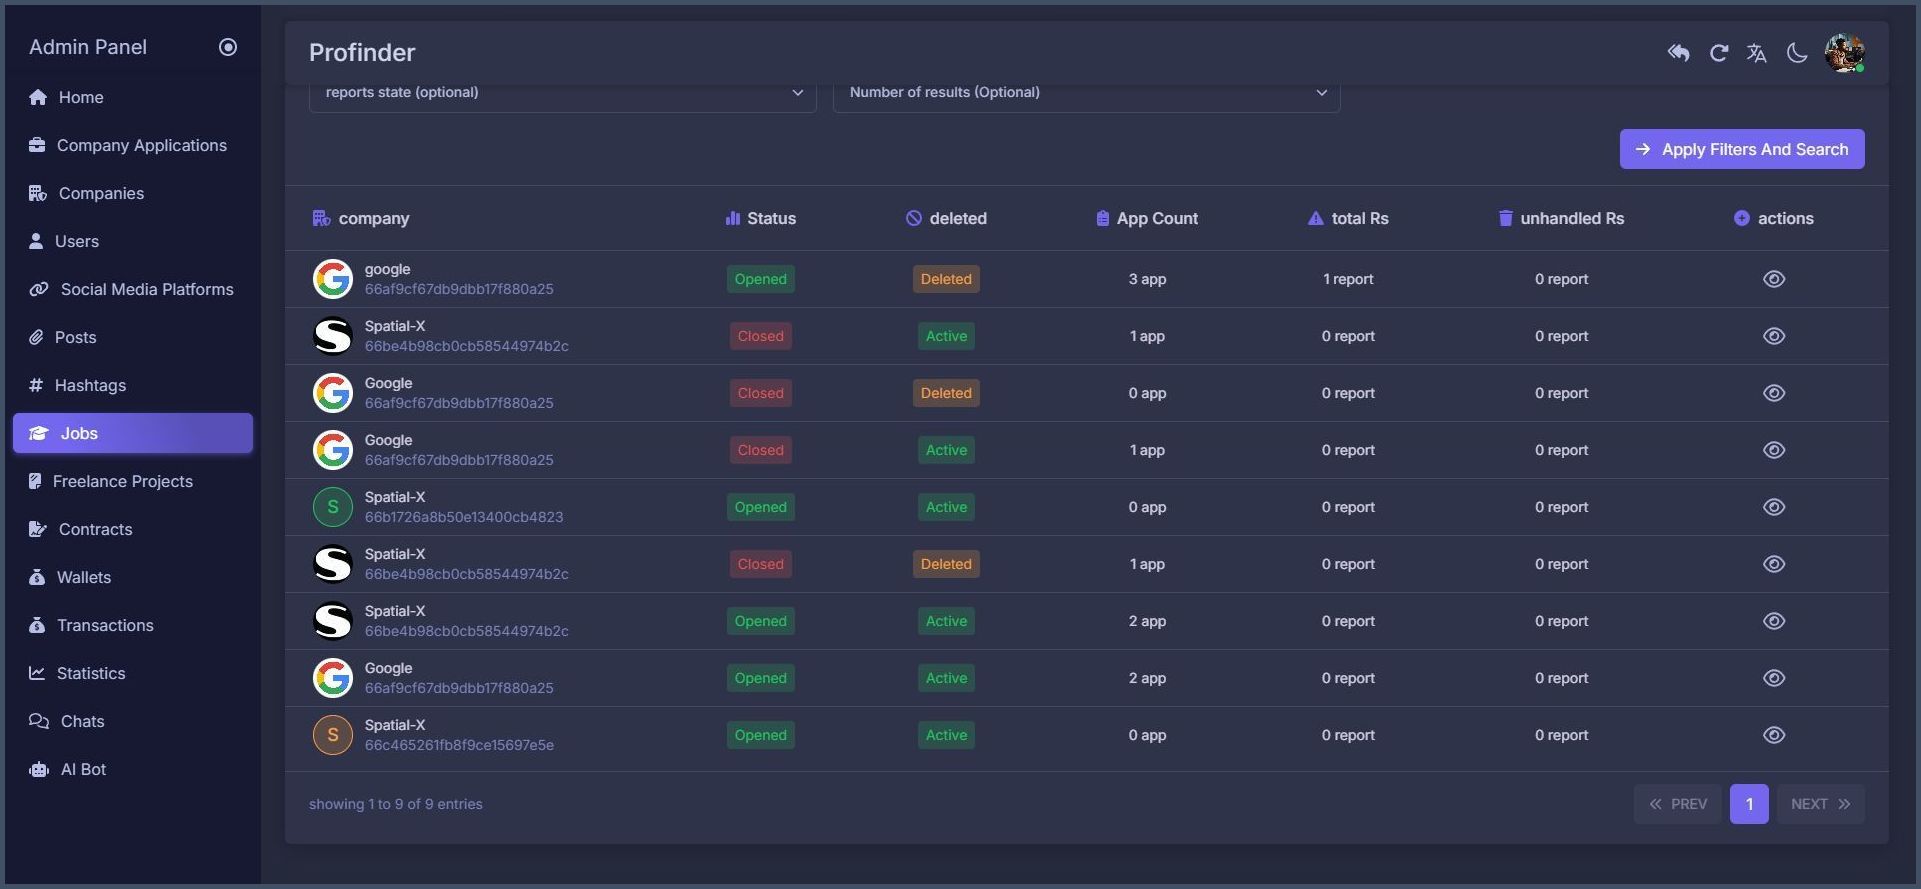 Admin Panel
Home
Company Applications
Companies
Users
Social Media Platforms
Posts
Hashtags
Jobs
Freelance Projects
Contracts
Wallets
Transactions
Statistics
Chats
AI Bot
Profinder
reports state (optional)
Number of results (Optional)
Apply Filters And Search
company Status deleted App Count total Rs unhandled Rs actions
google
66af9cf67db9dbb17f880a25 Opened Deleted 3 app 1 report 0 report
Spatial-X
66be4b98cb0cb58544974b2c Closed Active 1 app 0 report 0 report
Google
66af9cf67db9dbb17f880a25 Closed Deleted 0 app 0 report 0 report
Google
66af9cf67db9dbb17f880a25 Closed Active 1 app 0 report 0 report
S Spatial-X
66b1726a8b50e13400cb4823 Opened Active 0 app 0 report 0 report
Spatial-X
66be4b98cb0cb58544974b2c Closed Deleted 1 app 0 report 0 report
Spatial-X
66be4b98cb0cb58544974b2c Opened Active 2 app 0 report 0 report
Google
66af9cf67db9dbb17f880a25 Opened Active 2 app 0 report 0 report
S Spatial-X
66c465261fb8f9ce15697e5e Opened Active 0 app 0 report 0 report
showing 1 to 9 of 9 entries
PREV 1 NEXT